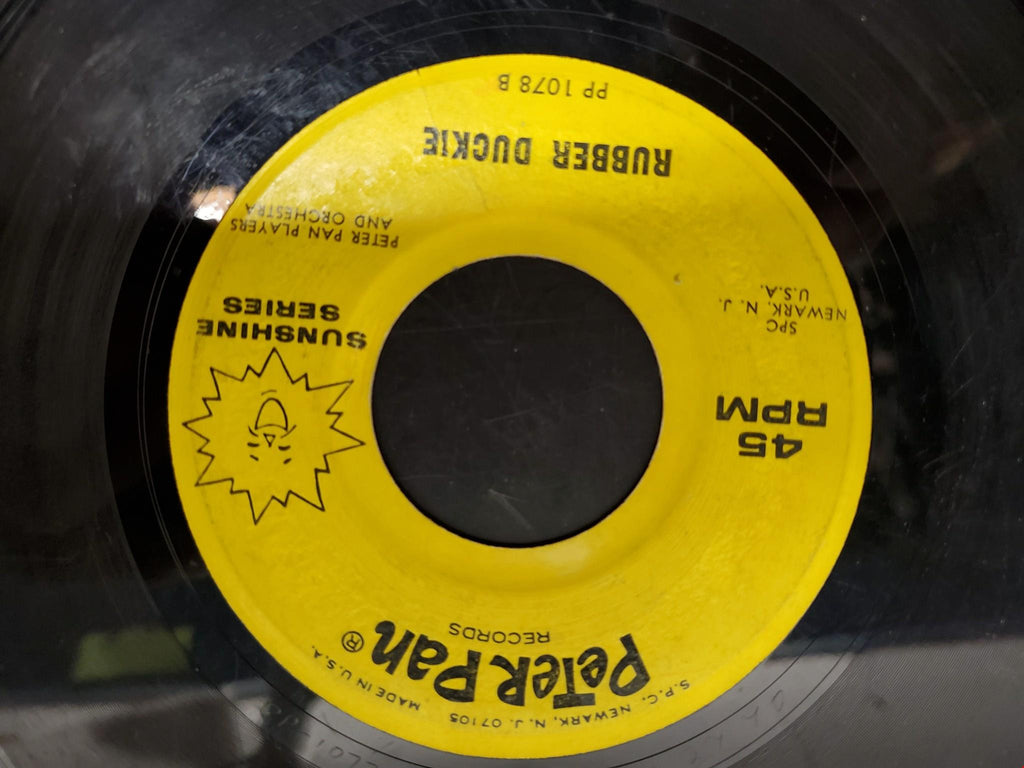 S.P.C. NEWARK, N. J. 07105 MADE IN U.S.A.
PETER Pan ®
RECORDS
45
RPM
SUNSHINE
SERIES
SPC
NEWARK, N. J.
U.S.A.
PETER PAN PLAYERS
AND ORCHESTRA
RUBBER DUCKIE
PP 1078 B